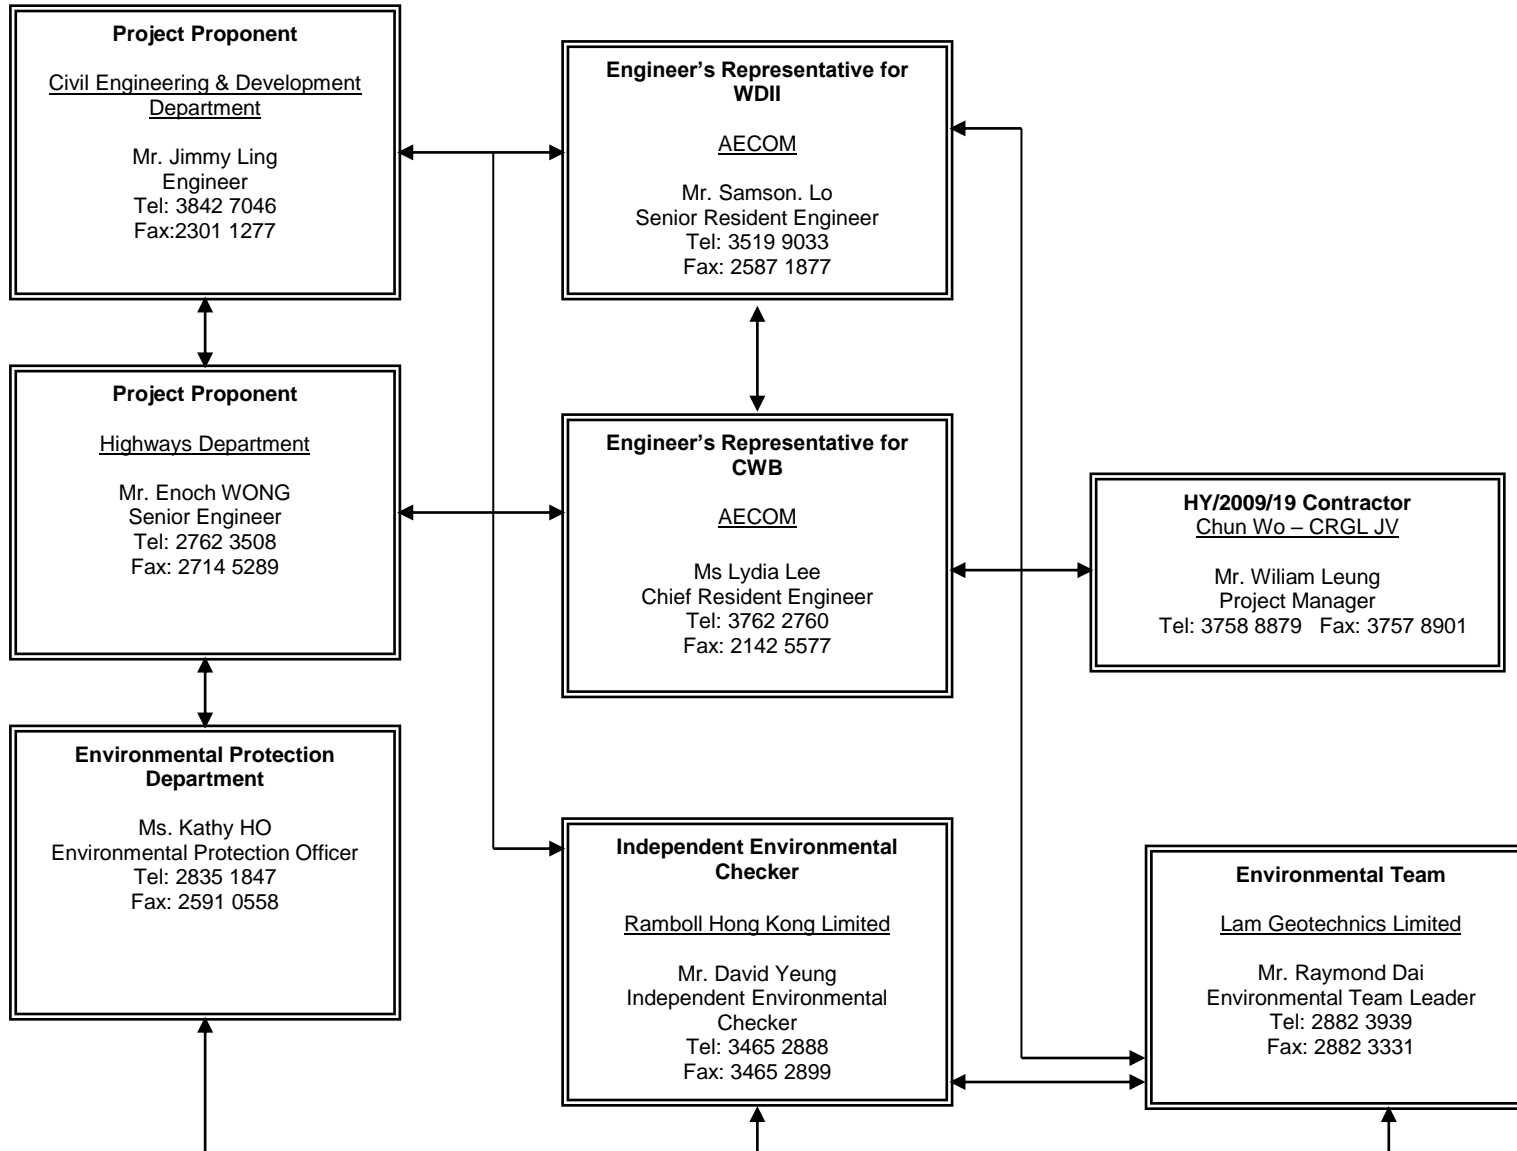 Project Proponent
Civil Engineering & Development
Department
Mr. Jimmy Ling
Engineer
Tel: 3842 7046
Fax:2301 1277
Engineer’s Representative for
WDII
AECOM
Mr. Samson. Lo
Senior Resident Engineer
Tel: 3519 9033
Fax: 2587 1877
Project Proponent
Highways Department
Mr. Enoch WONG
Senior Engineer
Tel: 2762 3508
Fax: 2714 5289
Engineer’s Representative for
CWB
AECOM
Ms Lydia Lee
Chief Resident Engineer
Tel: 3762 2760
Fax: 2142 5577
HY/2009/19 Contractor
Chun Wo – CRGL JV
Mr. Wiliam Leung
Project Manager
Tel: 3758 8879   Fax: 3757 8901
Environmental Protection
Department
Ms. Kathy HO
Environmental Protection Officer
Tel: 2835 1847
Fax: 2591 0558
Independent Environmental
Checker
Ramboll Hong Kong Limited
Mr. David Yeung
Independent Environmental
Checker
Tel: 3465 2888
Fax: 3465 2899
Environmental Team
Lam Geotechnics Limited
Mr. Raymond Dai
Environmental Team Leader
Tel: 2882 3939
Fax: 2882 3331